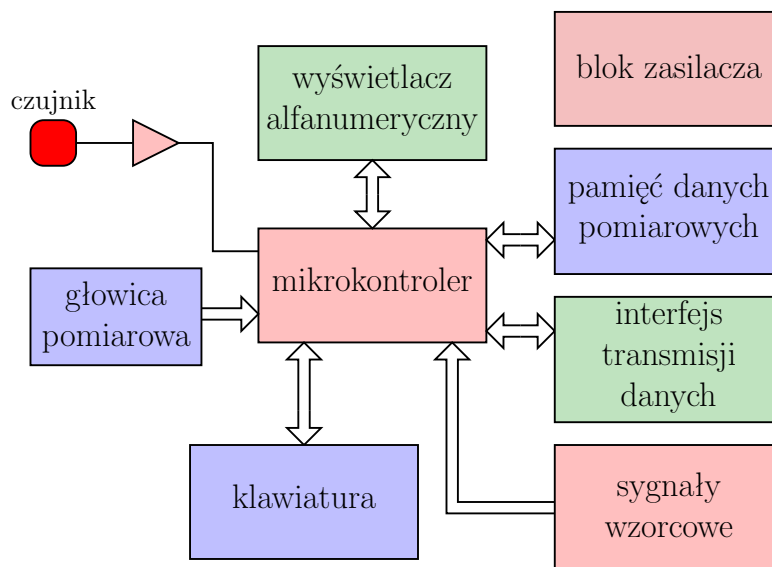 czujnik
wyświetlacz
alfanumeryczny
blok zasilacza
pamięć danych
pomiarowych
mikrokontroler
głowica
pomiarowa
interfejs
transmisji
danych
klawiatura
sygnały
wzorcowe